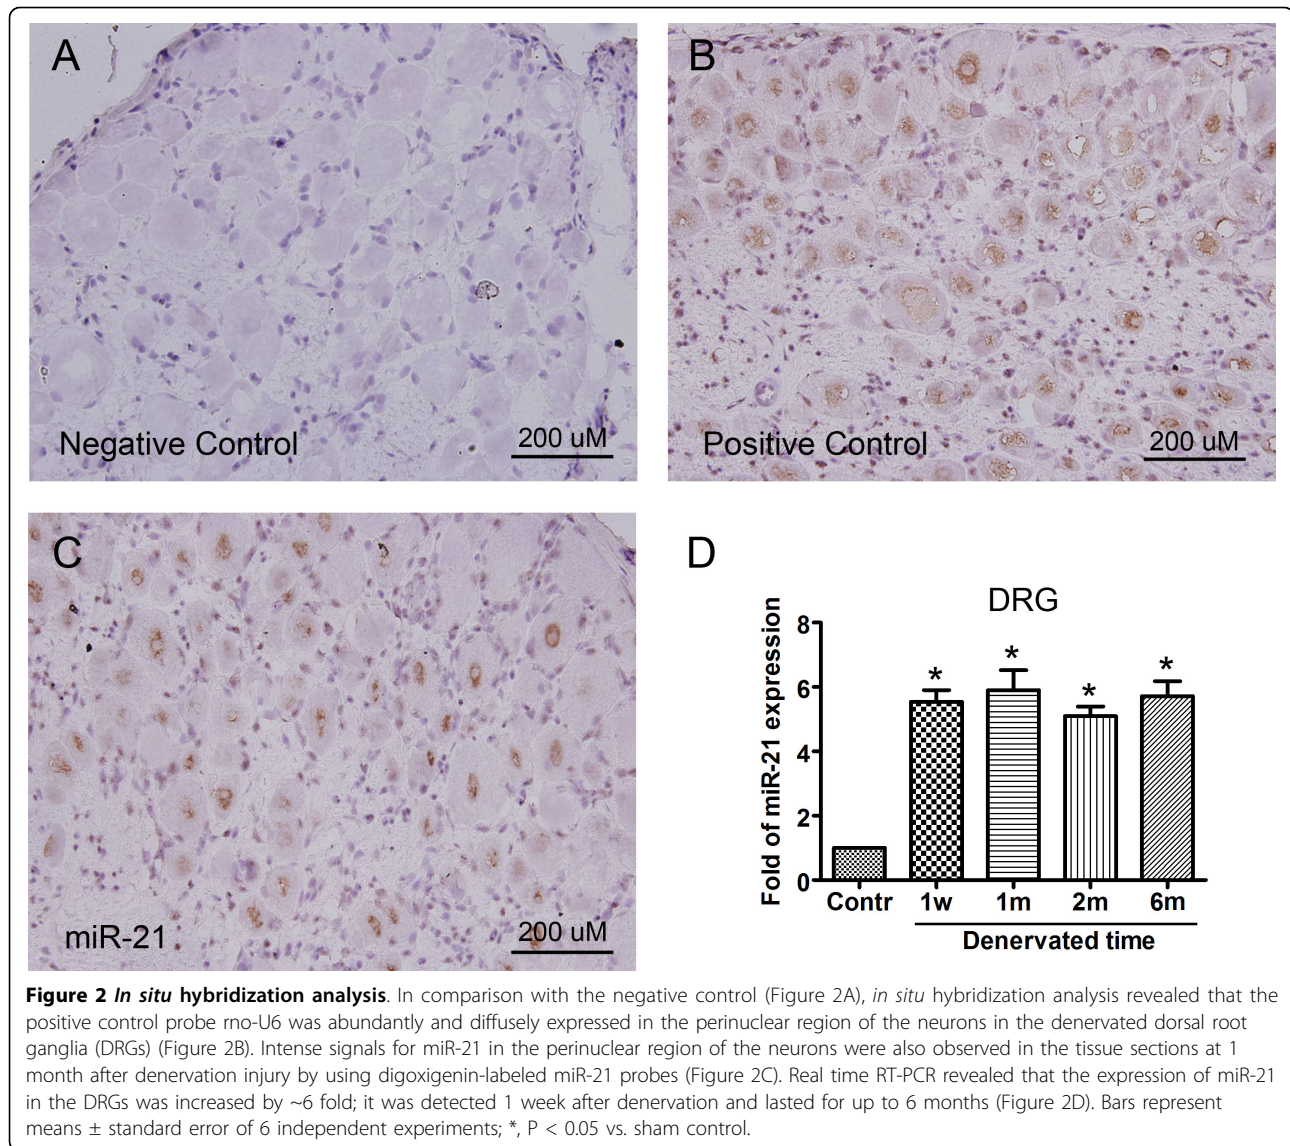 A
Negative Control
200 uM
B
Positive Control
200 uM
C
miR-21
200 uM
D
DRG
Fold of miR-21 expression
8
6
4
2
0
*
*
*
*
Contr 1w 1m 2m 6m
Denervated time
Figure 2 In situ hybridization analysis. In comparison with the negative control (Figure 2A), in situ hybridization analysis revealed that the
positive control probe rno-U6 was abundantly and diffusely expressed in the perinuclear region of the neurons in the denervated dorsal root
ganglia (DRGs) (Figure 2B). Intense signals for miR-21 in the perinuclear region of the neurons were also observed in the tissue sections at 1
month after denervation injury by using digoxigenin-labeled miR-21 probes (Figure 2C). Real time RT-PCR revealed that the expression of miR-21
in the DRGs was increased by ~6 fold; it was detected 1 week after denervation and lasted for up to 6 months (Figure 2D). Bars represent
means ± standard error of 6 independent experiments; *, P < 0.05 vs. sham control.